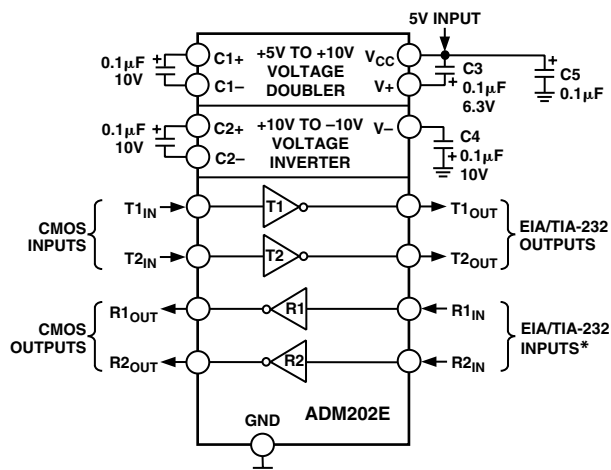 5V INPUT
0.1µF
10V
+
C1+
C1–
+5V TO +10V
VOLTAGE
DOUBLER
VCC
V+
+
C3
0.1µF
6.3V
+
C5
0.1µF
0.1µF
10V
+
C2+
C2–
+10V TO –10V
VOLTAGE
INVERTER
V–
C4
+
0.1µF
10V
CMOS
INPUTS
T1IN
T1
T1OUT
T2IN
T2
T2OUT
EIA/TIA-232
OUTPUTS
CMOS
OUTPUTS
R1OUT
R1
R1IN
R2OUT
R2
R2IN
EIA/TIA-232
INPUTS*
GND
ADM202E